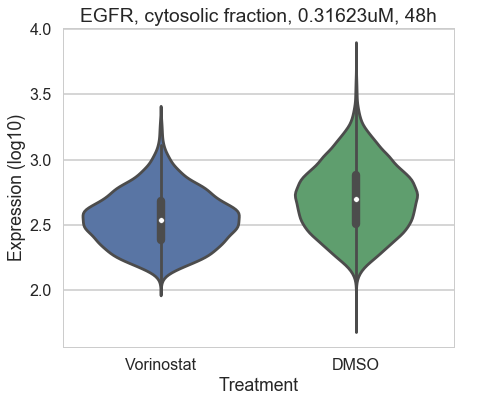 EGFR, cytosolic fraction, 0.31623uM, 48h
4.0
3.5
3.0
2.5
2.0
Expression (log10)
Vorinostat DMSO
Treatment